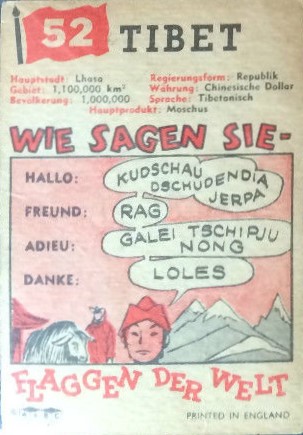 52 TIBET
Hauptstadt: Lhasa Regierungsform: Republik
Gebiet: 1,100,000 km² Währung: Chinesische Dollar
Bevölkerung: 1,000,000 Sprache: Tibetanisch
Hauptprodukt: Moschus
WIE SAGEN SIE-
HALLO: KUDSCHAU DSCHUDENDIA JERPA
FREUND: RAG
ADIEU: GALEI TSCHIPJU NONG
DANKE: LOLES
FLAGGEN DER WELT
PRINTED IN ENGLAND